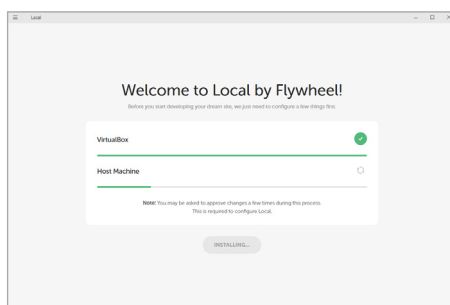 Local
Welcome to Local by Flywheel!
Before you start developing your dream site, we just need to configure a few things first.
VirtualBox
Host Machine
Note: You may be asked to approve changes a few times during this process.
This is required to configure Local.
INSTALLING...